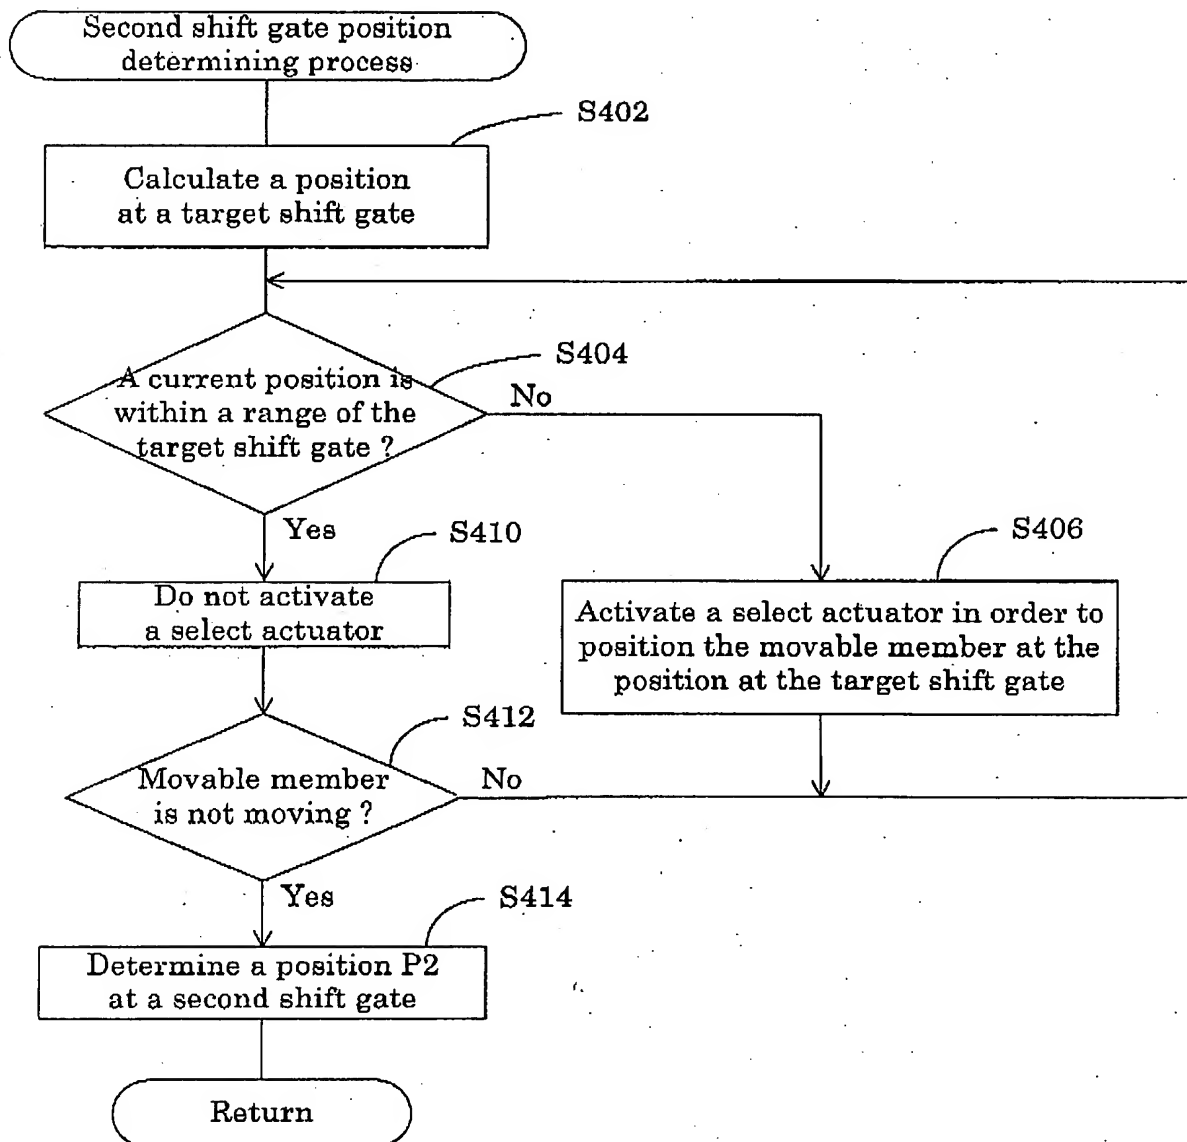 Second shift gate position
determining process
S402
Calculate a position
at a target shift gate
S404
A current position is
within a range of the
target shift gate ?
No
Yes
S410
Do not activate
a select actuator
S406
Activate a select actuator in order to
position the movable member at the
position at the target shift gate
S412
Movable member
is not moving ?
No
Yes
S414
Determine a position P2
at a second shift gate
Return